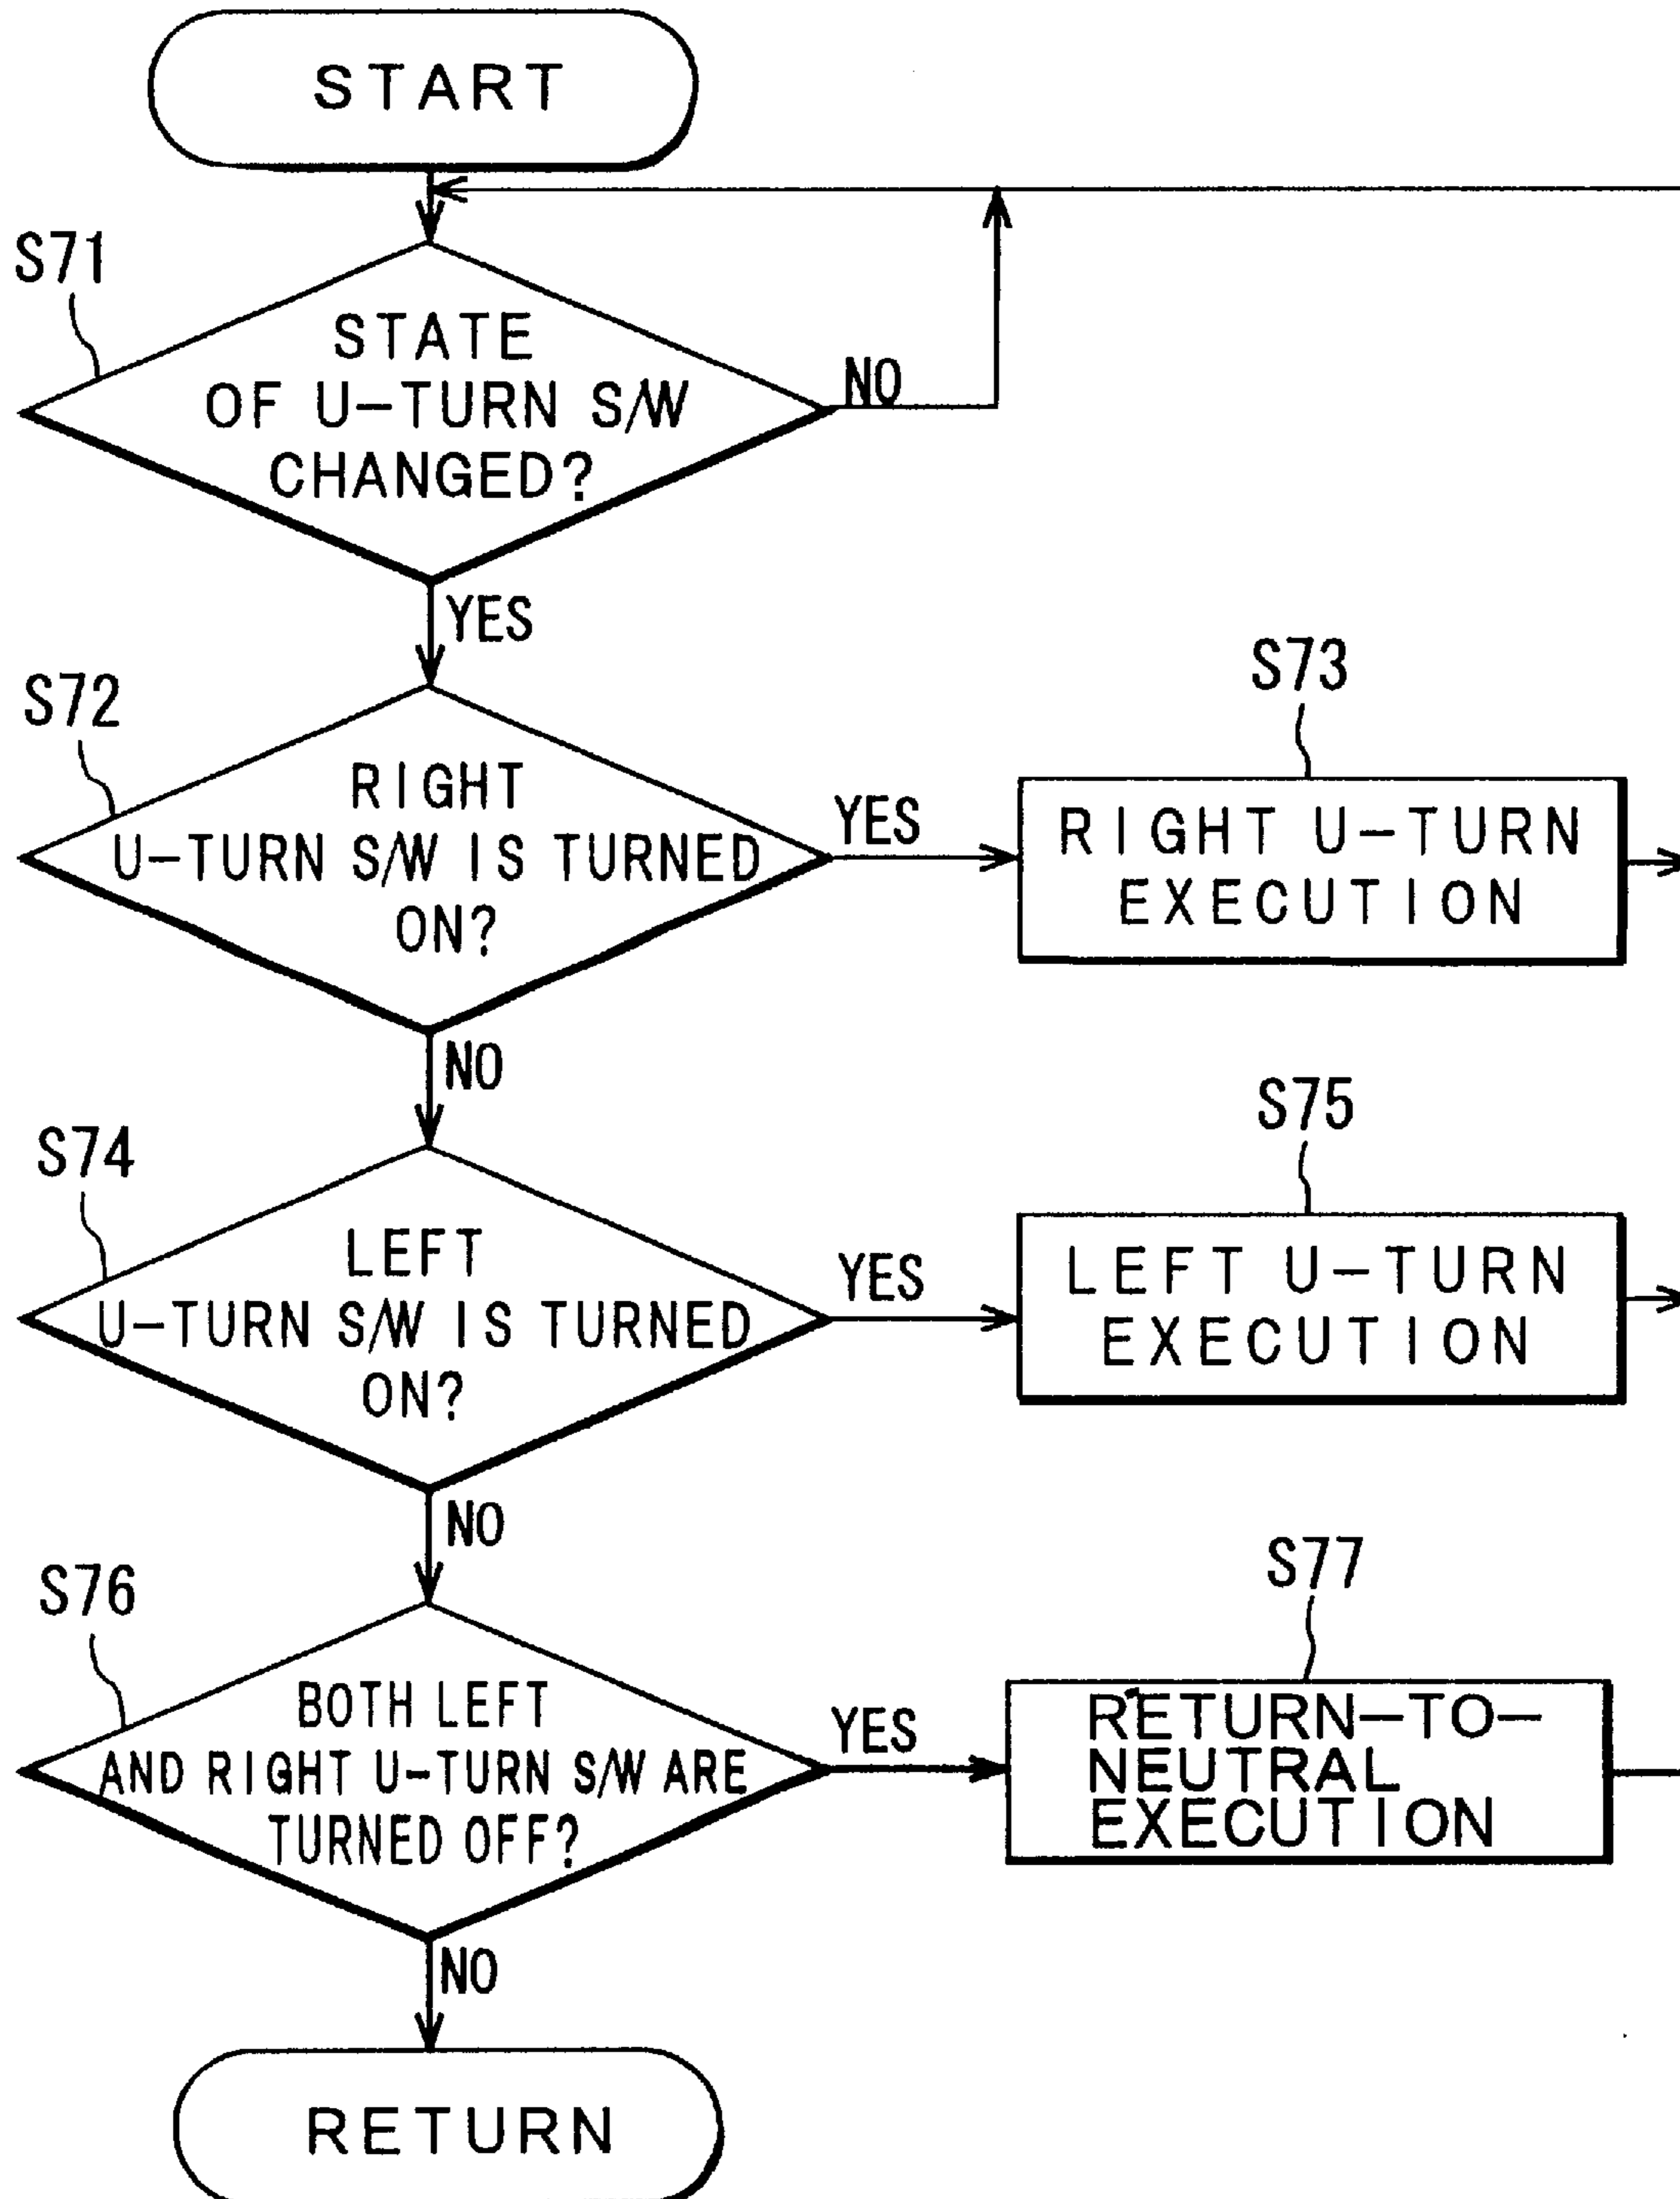 START
S71
STATE
OF U-TURN S/W
CHANGED?
NO
YES
S72
RIGHT
U-TURN S/W IS TURNED
ON?
YES
S73
RIGHT U-TURN
EXECUTION
NO
S74
LEFT
U-TURN S/W IS TURNED
ON?
YES
S75
LEFT U-TURN
EXECUTION
NO
S76
BOTH LEFT
AND RIGHT U-TURN S/W ARE
TURNED OFF?
YES
S77
RETURN-TO-
NEUTRAL
EXECUTION
NO
RETURN